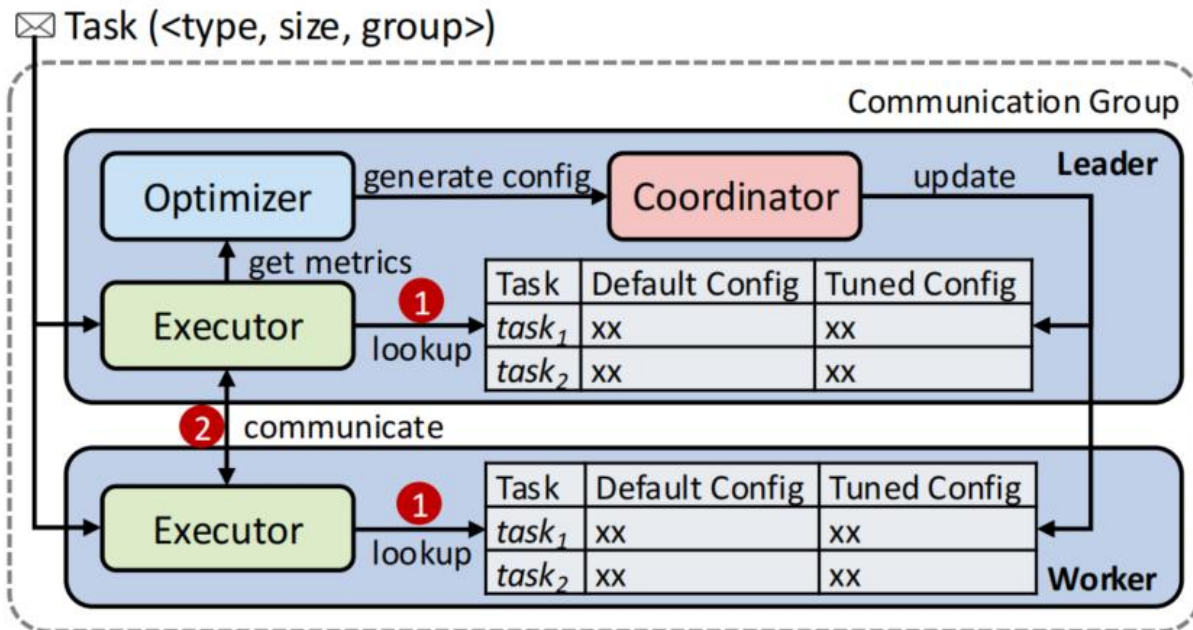 Task (<type, size, group>)
Communication Group
Leader
Optimizer
generate config
Coordinator
update
get metrics
Executor
1
lookup
Task Default Config Tuned Config
task1 xx xx
task2 xx xx
2 communicate
Executor
1
lookup
Task Default Config Tuned Config
task1 xx xx
task2 xx xx
Worker